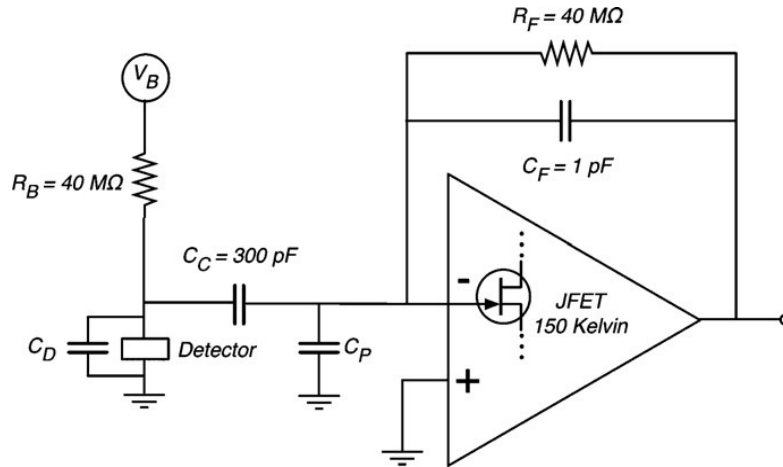 R_F = 40 MΩ
V_B
C_F = 1 pF
R_B = 40 MΩ
C_C = 300 pF
-
JFET
150 Kelvin
C_D
Detector
C_P
+